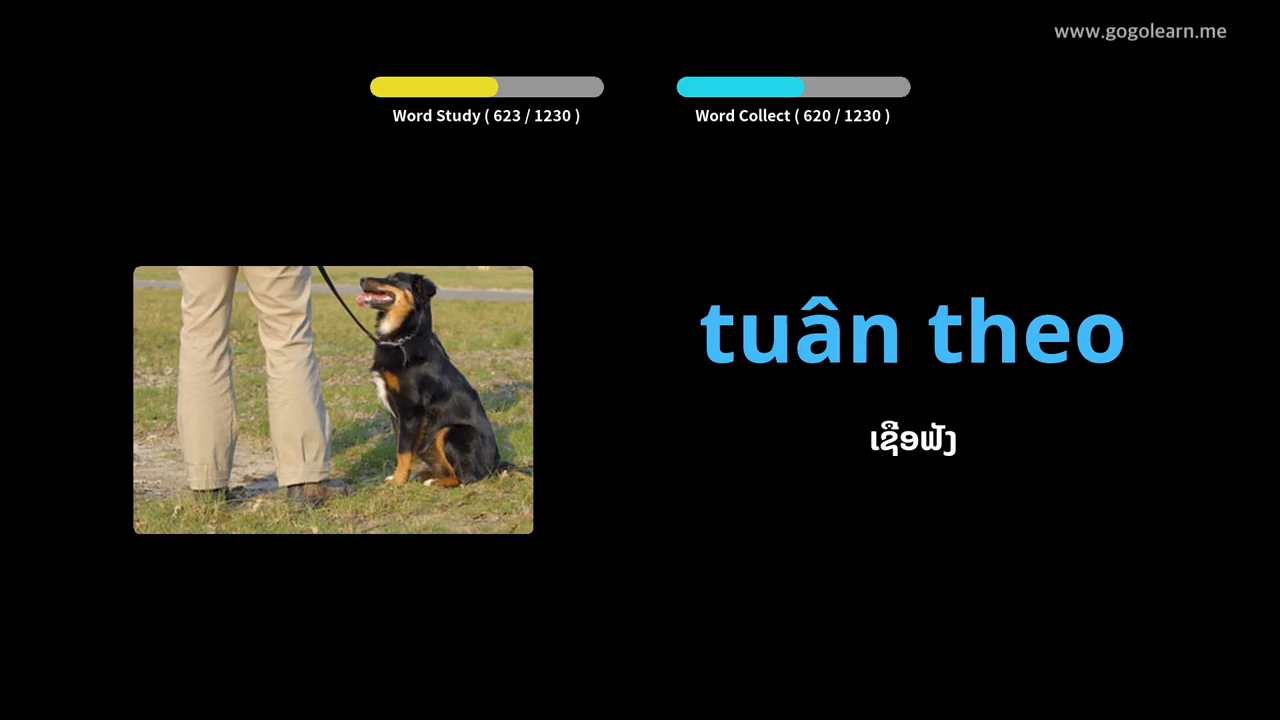 www.gogolearn.me
Word Study ( 623 / 1230 )
Word Collect ( 620 / 1230 )
tuân theo
ເຊື່ອຟັງ